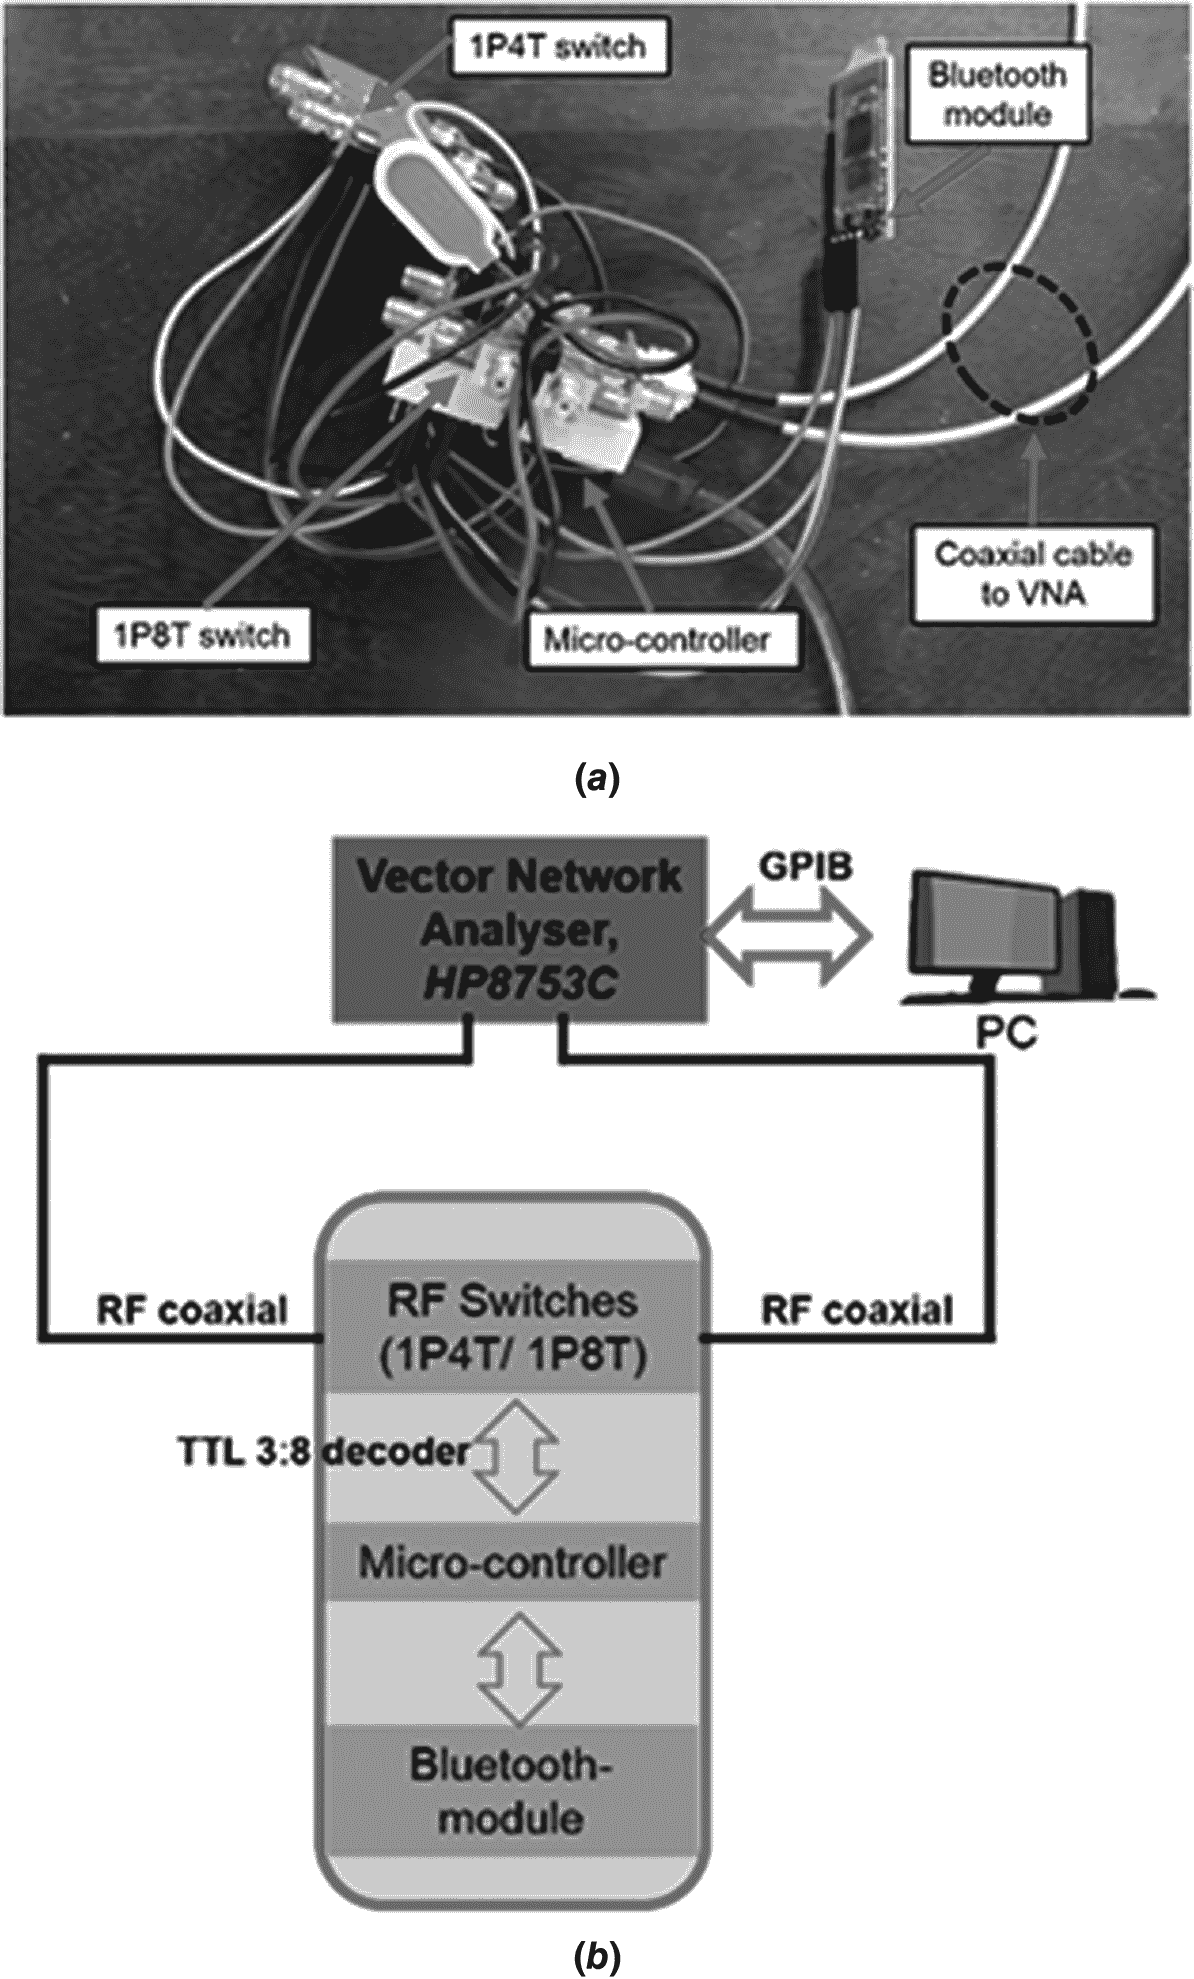 1P4T switch
Bluetooth
module
Coaxial cable
to VNA
1P8T switch
Micro-controller
(a)
Vector Network
Analyser,
HP8753C
GPIB
PC
RF coaxial
RF Switches
(1P4T/ 1P8T)
RF coaxial
TTL 3:8 decoder
Micro-controller
Bluetooth-
module
(b)